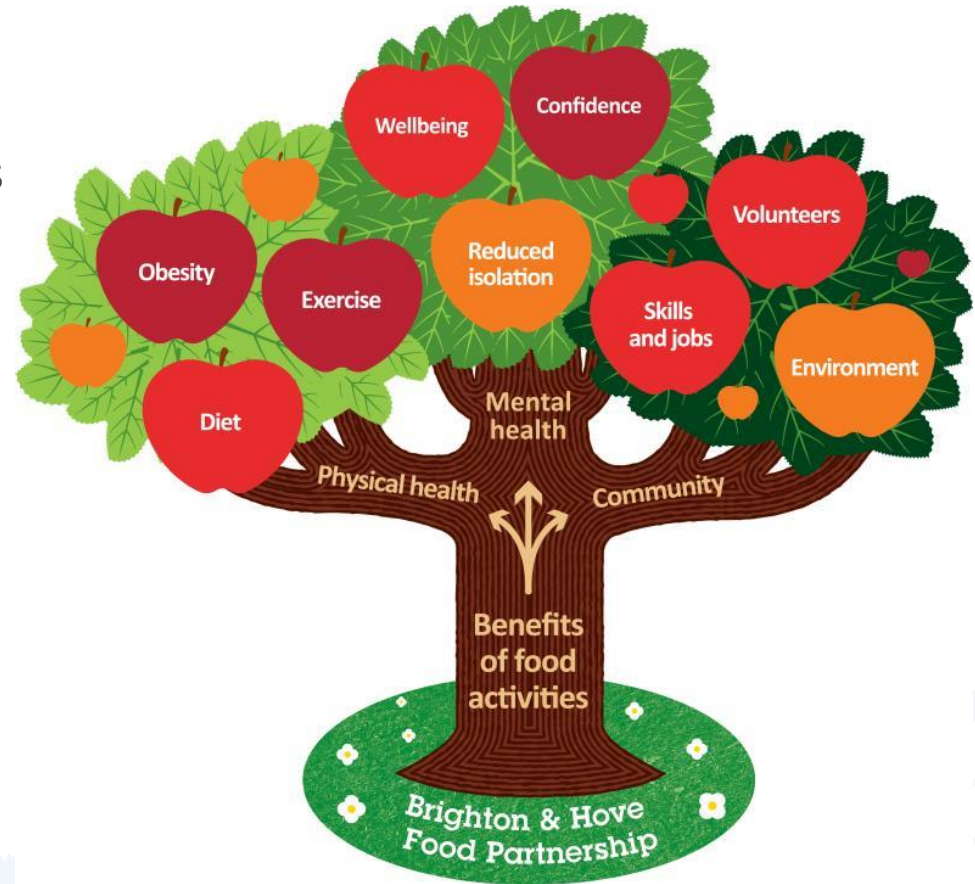 Wellbeing
Confidence
Volunteers
Obesity
Exercise
Reduced
isolation
Skills
and jobs
Environment
Diet
Mental
health
Physical health
Community
Benefits
of food
activities
Brighton & Hove
Food Partnership